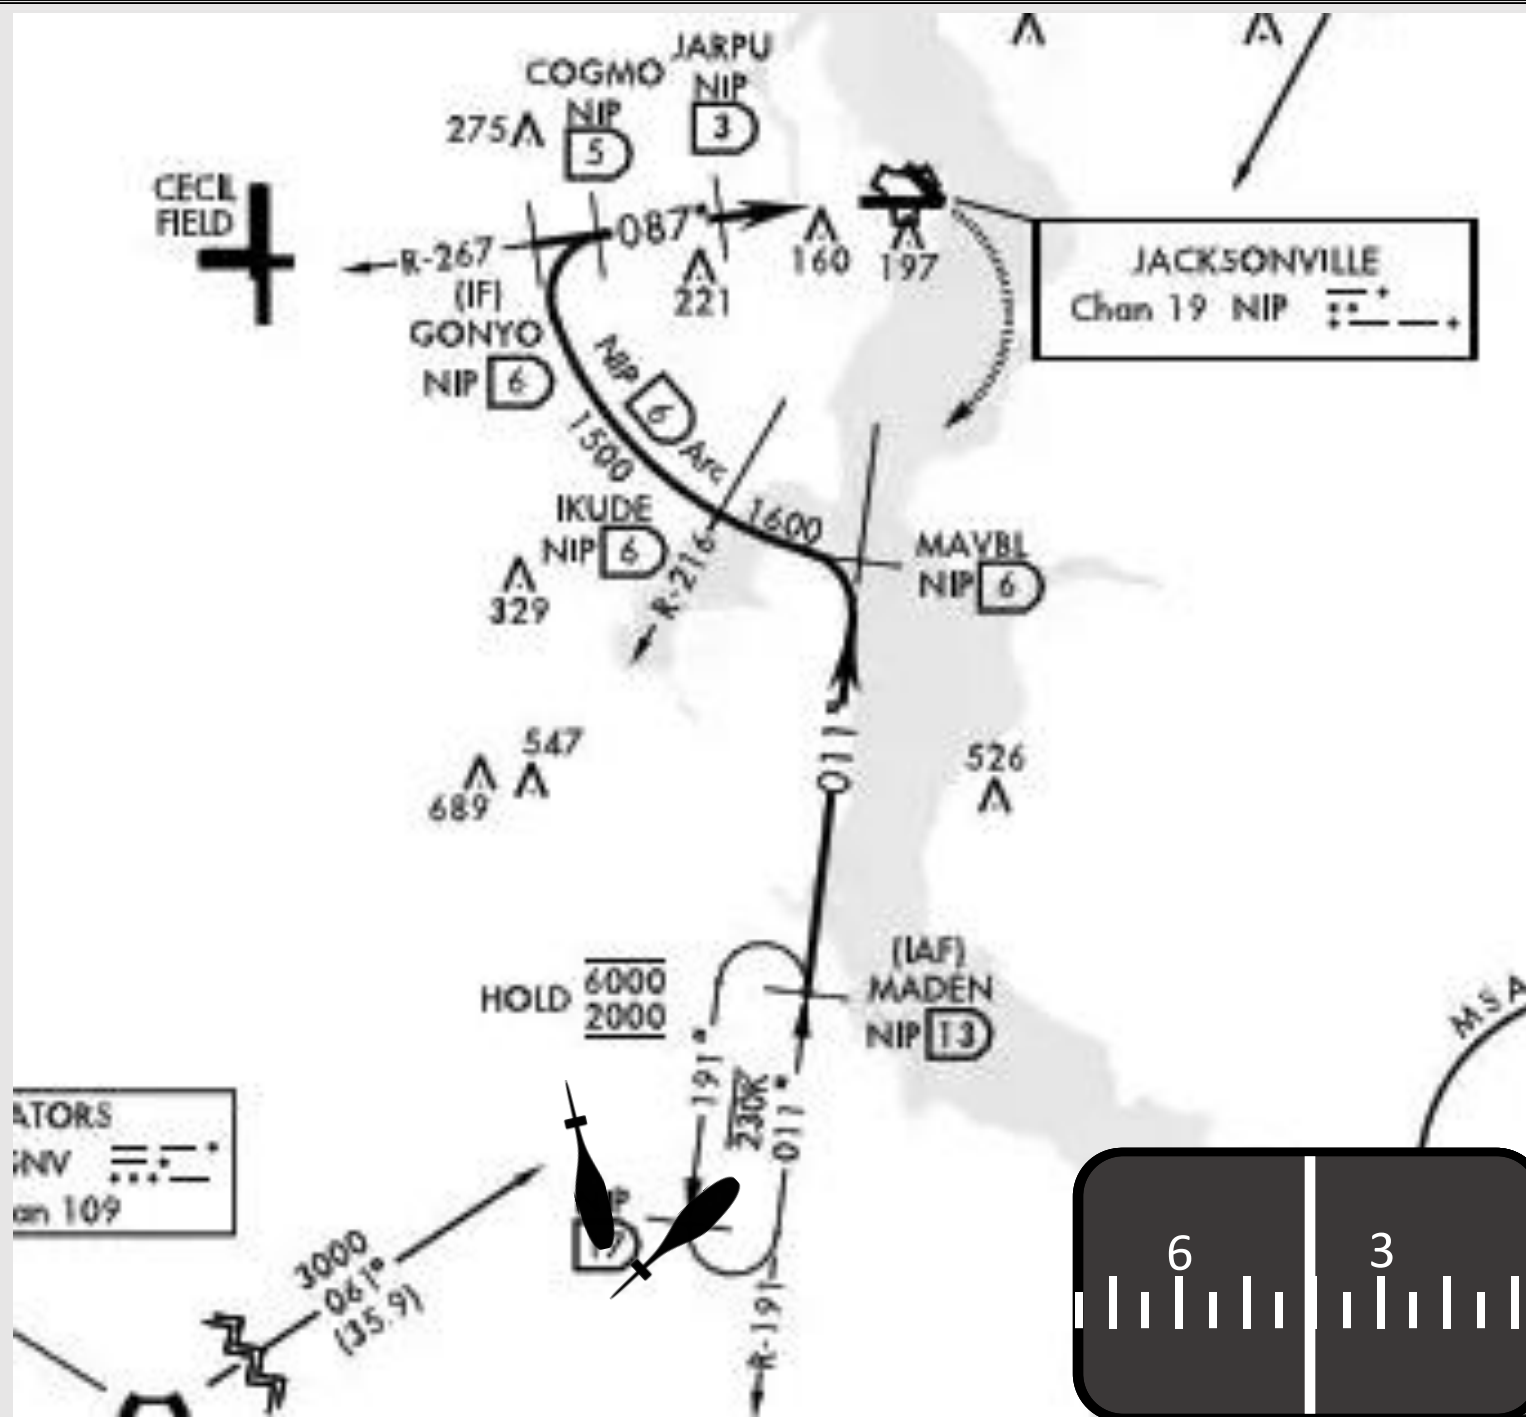 COGMO
NIP
5
JARPU
NIP
3
275
CECIL
FIELD
087°
R-267
(IF)
GONYO
NIP 6
221
160
197
JACKSONVILLE
Chan 19 NIP
NIP 6 Arc
1500
1600
IKUDE
NIP 6
R-216
MAVBL
NIP 6
329
547
689
526
011°
HOLD 6000
2000
(IAF)
MADEN
NIP 13
191°
230K
011°
MSA
ATORS
GNV
an 109
3000
061°
(35.9)
R-191
6 3